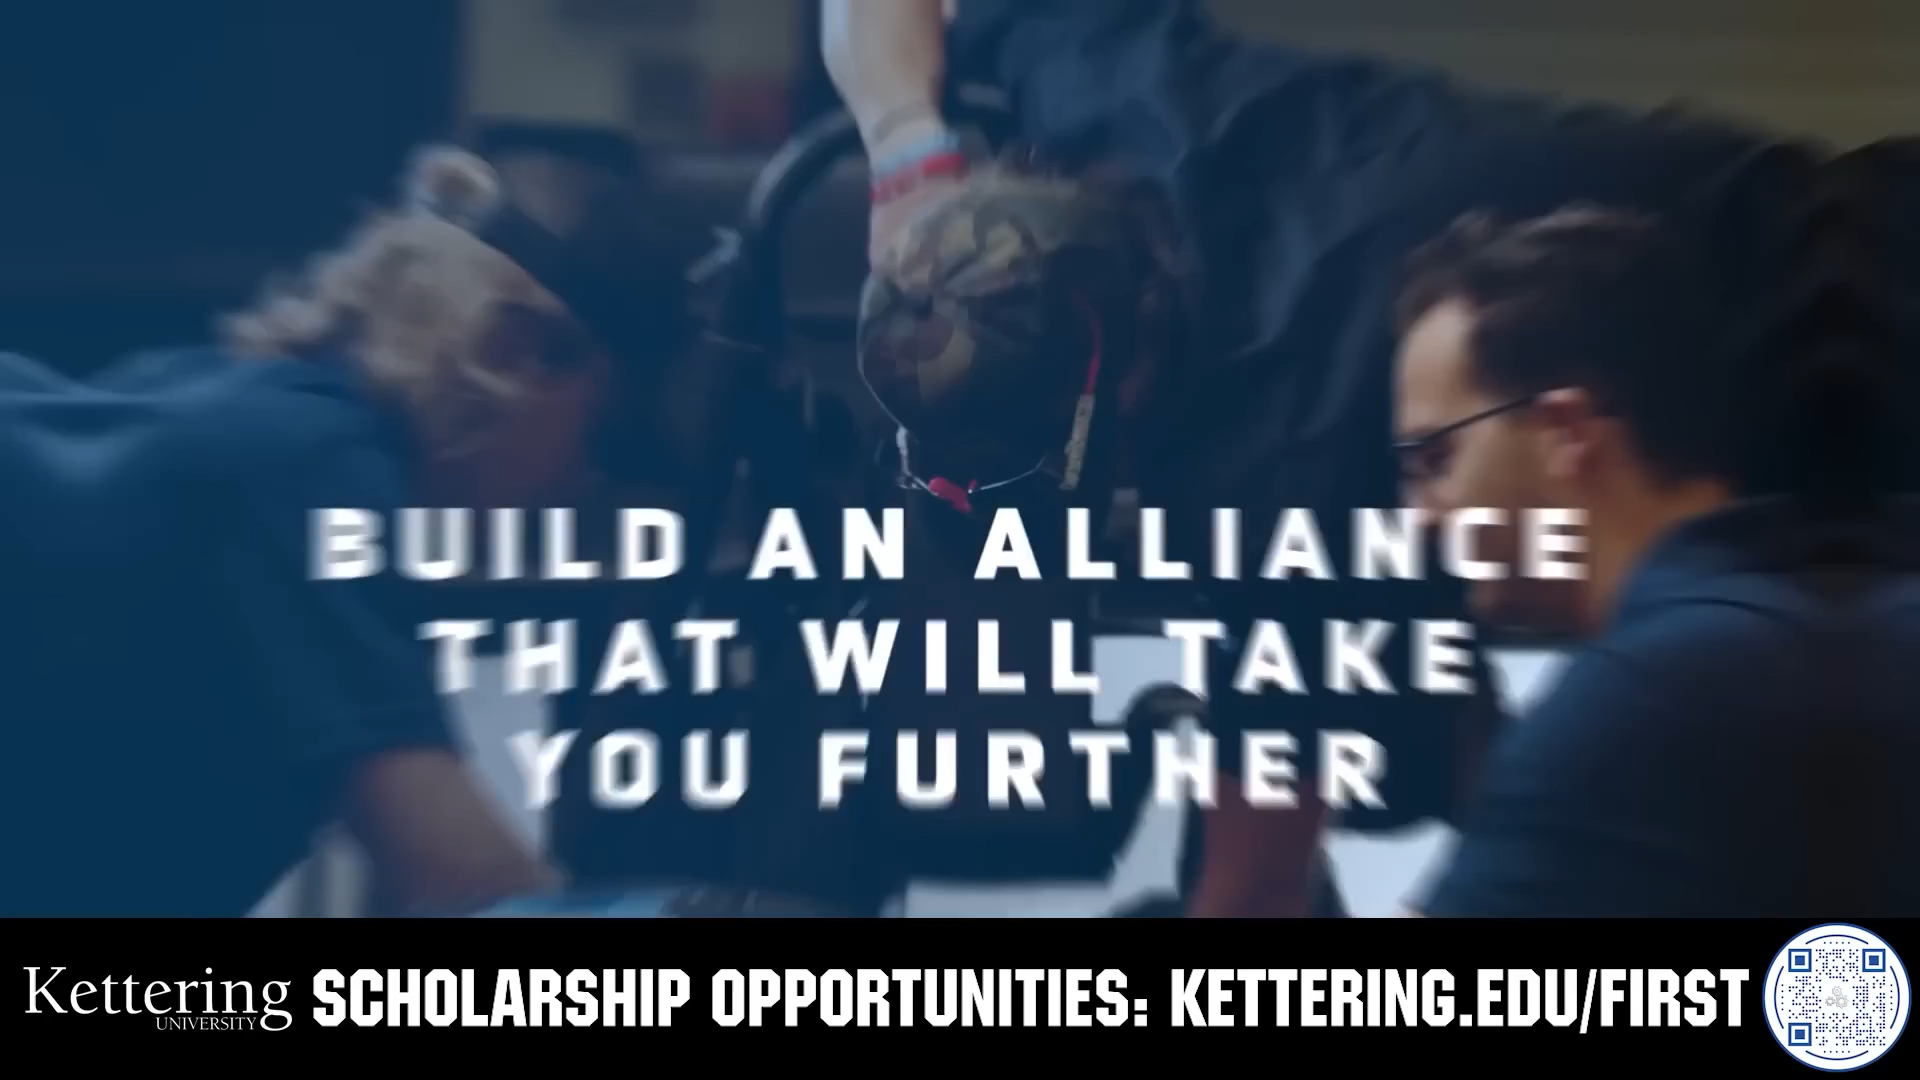 BUILD AN ALLIANCE
THAT WILL TAKE
YOU FURTHER
Kettering
UNIVERSITY
SCHOLARSHIP OPPORTUNITIES: KETTERING.EDU/FIRST